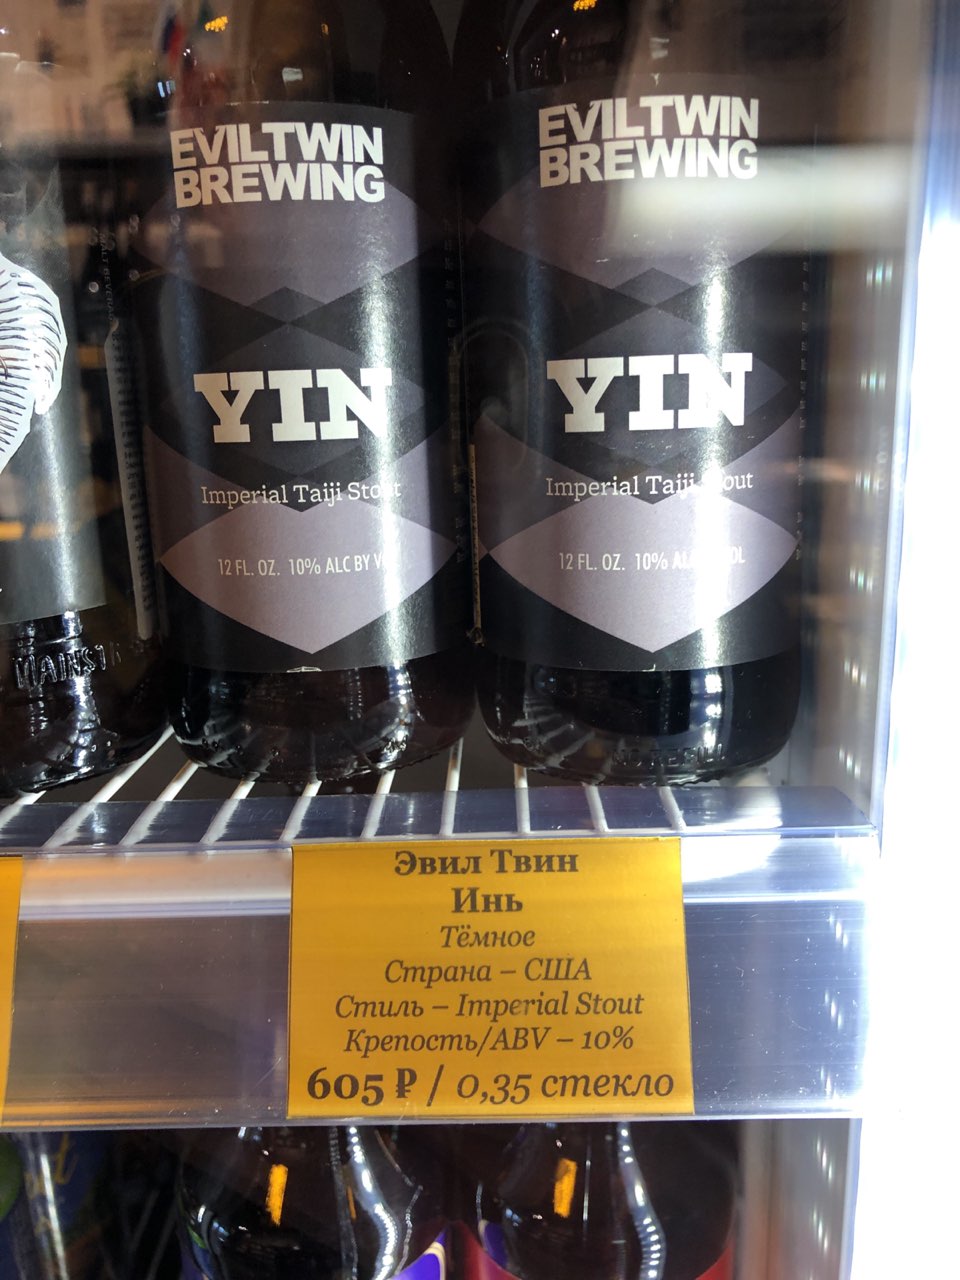 EVILTWIN
BREWING
YIN
Imperial Taiji Stout
12 FL. OZ. 10% ALC BY
EVILTWIN
BREWING
YIN
Imperial Taiji Stout
12 FL. OZ. 10%
NO REFILL
Эвил Твин
Инь
Тёмное
Страна – США
Стиль – Imperial Stout
Крепость/ABV – 10%
605 ₽ / 0,35 стекло